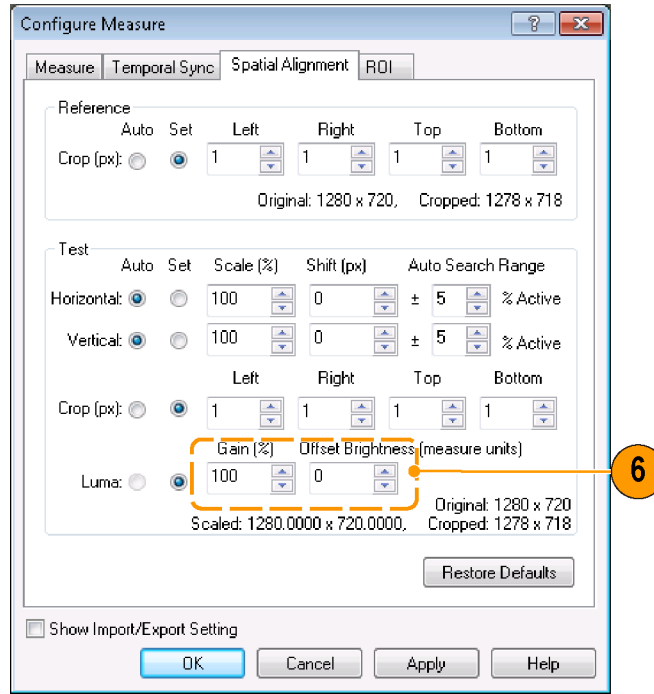 Configure Measure
Measure Temporal Sync Spatial Alignment ROI
Reference
Auto Set Left Right Top Bottom
Crop (px): 1 1 1 1
Original: 1280 x 720, Cropped: 1278 x 718
Test
Auto Set Scale (%) Shift (px) Auto Search Range
Horizontal: 100 0 ± 5 % Active
Vertical: 100 0 ± 5 % Active
Left Right Top Bottom
Crop (px): 1 1 1 1
Gain (%) Offset Brightness (measure units)
Luma: 100 0
6
Original: 1280 x 720
Scaled: 1280.0000 x 720.0000, Cropped: 1278 x 718
Restore Defaults
Show Import/Export Setting
OK Cancel Apply Help